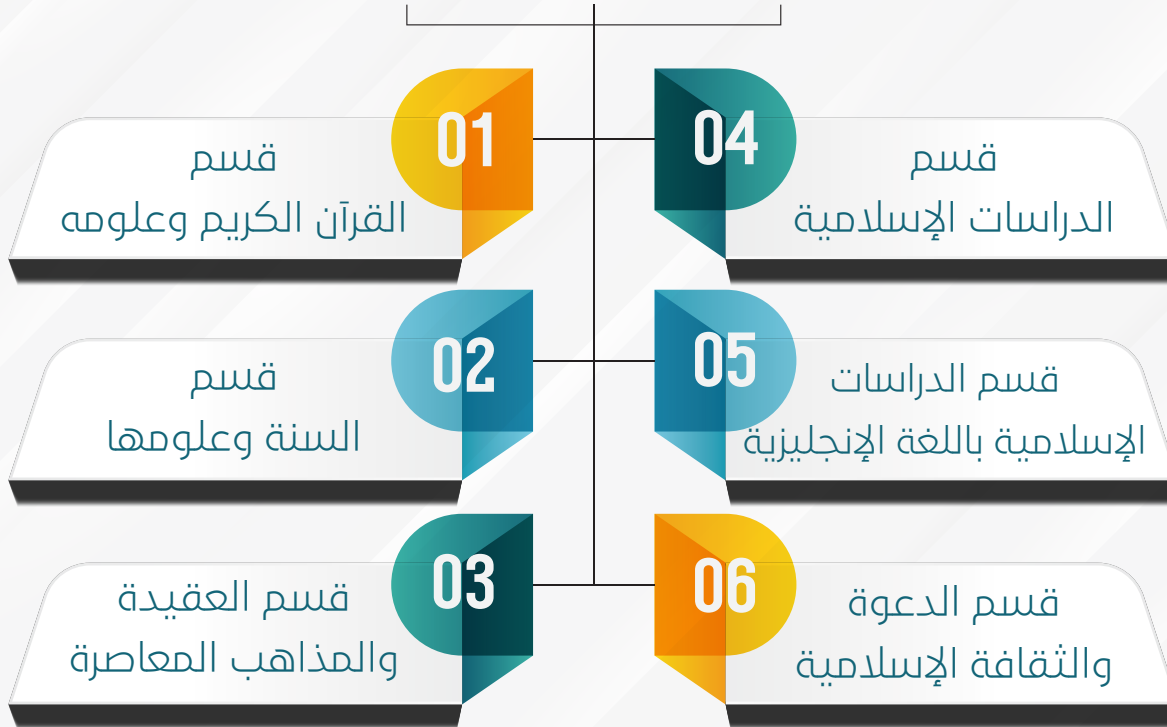 01
قسم
القرآن الكريم وعلومه
02
قسم
السنة وعلومها
03
قسم العقيدة
والمذاهب المعاصرة
04
قسم
الدراسات الإسلامية
05
قسم الدراسات
الإسلامية باللغة الإنجليزية
06
قسم الدعوة
والثقافة الإسلامية